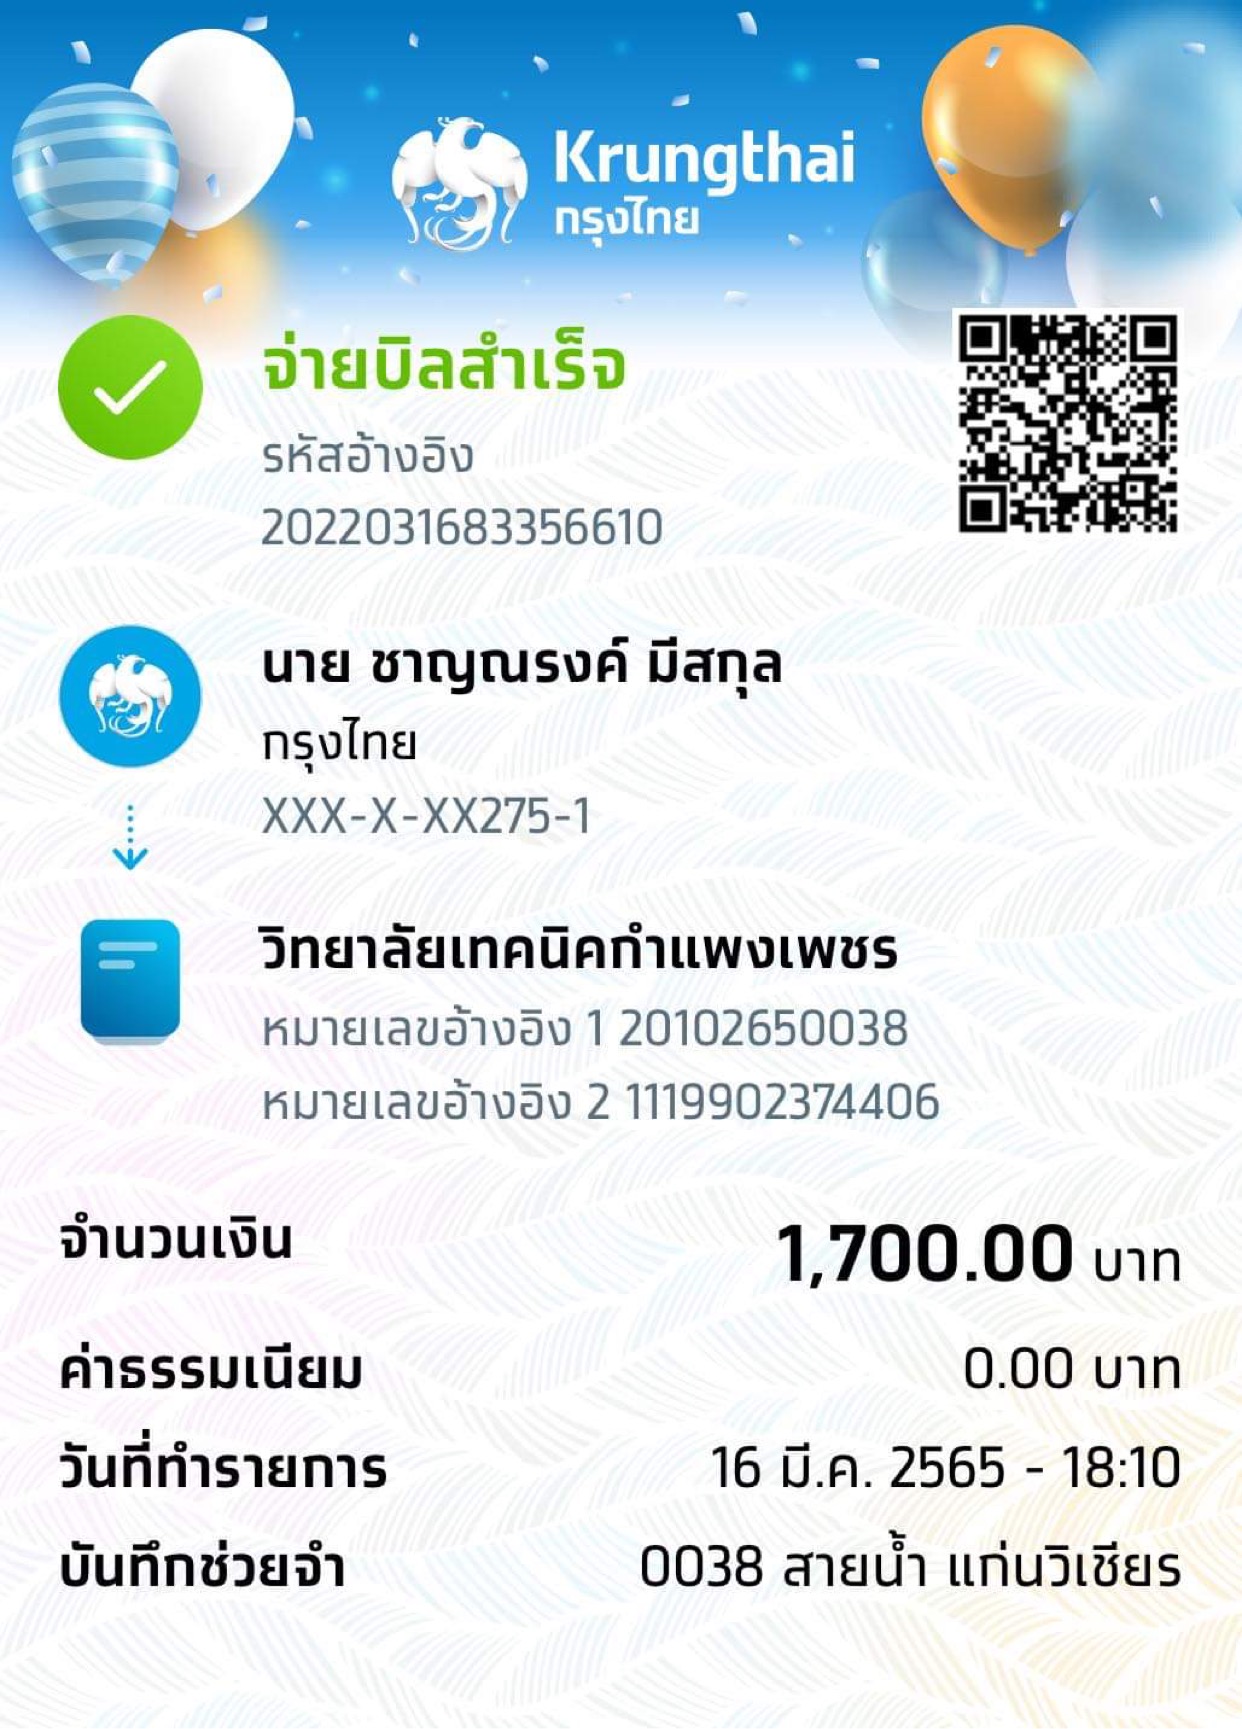 Krungthai
กรุงไทย
จ่ายบิลสำเร็จ
รหัสอ้างอิง
2022031683356610
นาย ชาญณรงค์ มีสกุล
กรุงไทย
XXX-X-XX275-1
วิทยาลัยเทคนิคกำแพงเพชร
หมายเลขอ้างอิง 1 20102650038
หมายเลขอ้างอิง 2 1119902374406
จำนวนเงิน 1,700.00 บาท
ค่าธรรมเนียม 0.00 บาท
วันที่ทำรายการ 16 มี.ค. 2565 - 18:10
บันทึกช่วยจำ 0038 สายน้ำ แก่นวิเชียร